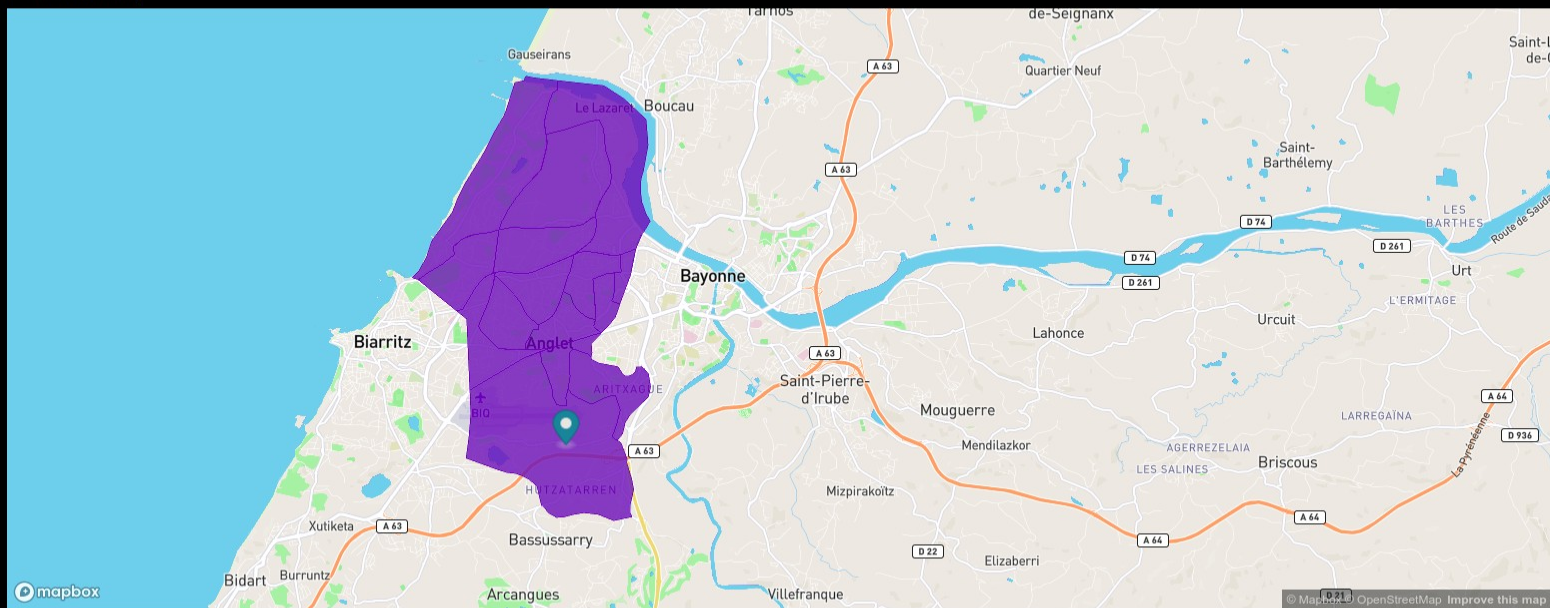 Tarnos
de-Seignanx
Saint-L
de-G
Gauseirans
A 63
Quartier Neuf
Le Lazaret
Boucau
Saint-
Barthélemy
A 63
LES
BARTHES
D 74
Route de Sauda
D 261
D 74
Bayonne
Urt
D 261
L'ERMITAGE
Urcuit
Lahonce
Biarritz
Anglet
A 63
Saint-Pierre-
d'Irube
ARITXAGUE
A 64
BIQ
Mouguerre
LARREGAÏNA
La Pyrénéenne
D 936
Mendilazkor
AGERREZELAIA
A 63
Briscous
LES SALINES
HUTZATARREN
Mizpirakoïtz
A 64
Xutiketa
A 63
Bassussarry
A 64
D 22
Elizaberri
Bidart
Burruntz
mapbox
Arcangues
Villefranque
D 21
© Mapbox © OpenStreetMap Improve this map